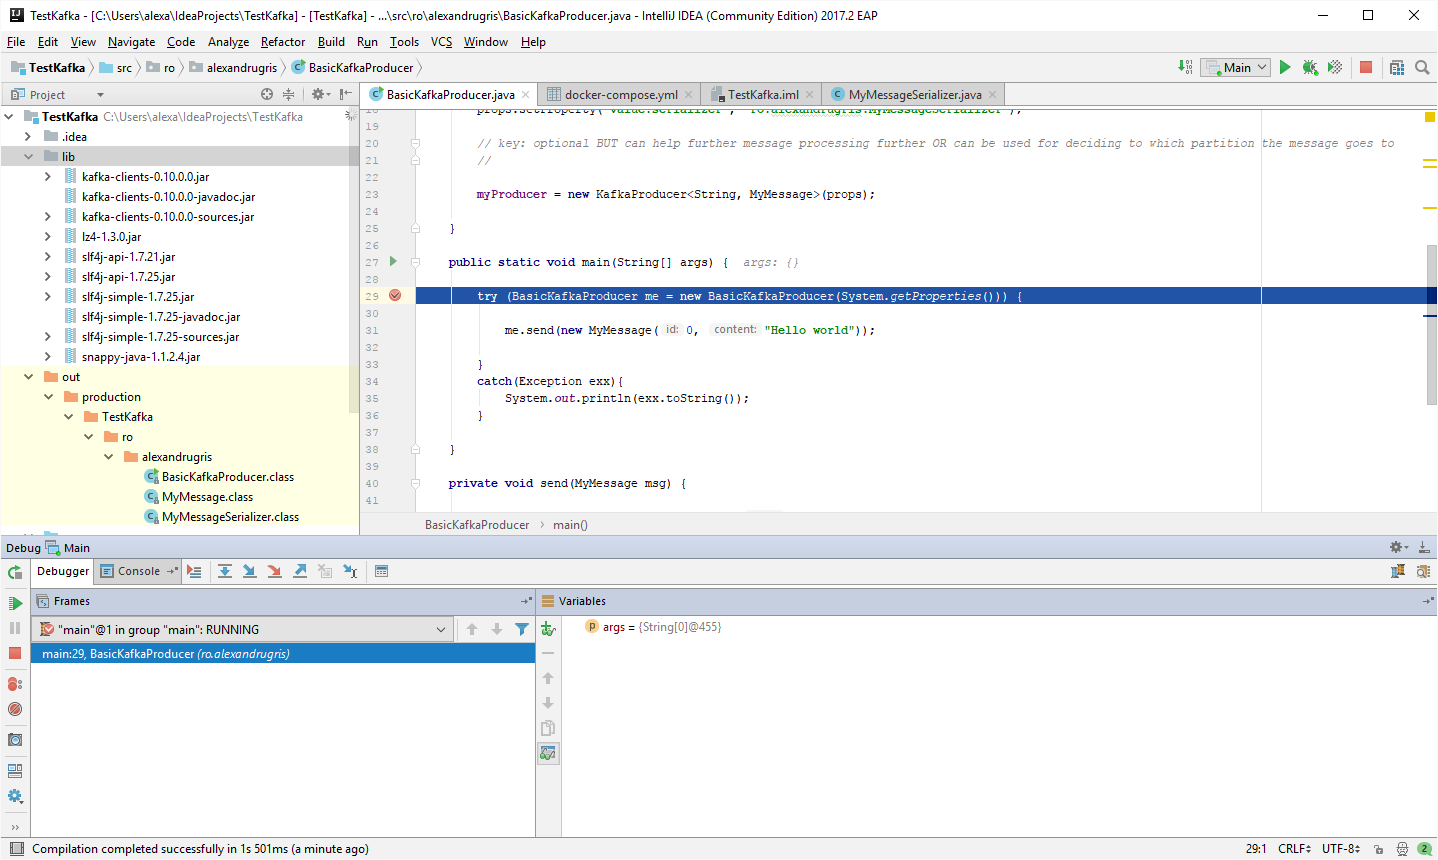 TestKafka - [C:\Users\alexa\IdeaProjects\TestKafka] - [TestKafka] - ...\src\ro\alexandrugris\BasicKafkaProducer.java - IntelliJ IDEA (Community Edition) 2017.2 EAP
File Edit View Navigate Code Analyze Refactor Build Run Tools VCS Window Help
TestKafka src ro alexandrugris BasicKafkaProducer Main
Project
BasicKafkaProducer.java docker-compose.yml TestKafka.iml MyMessageSerializer.java
TestKafka C:\Users\alexa\IdeaProjects\TestKafka
.idea
lib
kafka-clients-0.10.0.0.jar
kafka-clients-0.10.0.0-javadoc.jar
kafka-clients-0.10.0.0-sources.jar
lz4-1.3.0.jar
slf4j-api-1.7.21.jar
slf4j-api-1.7.25.jar
slf4j-simple-1.7.25.jar
slf4j-simple-1.7.25-javadoc.jar
slf4j-simple-1.7.25-sources.jar
snappy-java-1.1.2.4.jar
out
production
TestKafka
ro
alexandrugris
BasicKafkaProducer.class
MyMessage.class
MyMessageSerializer.class
18 props.setProperty("value.serializer", "ro.alexandrugris.MyMessageSerializer");
19
20 // key: optional BUT can help further message processing further OR can be used for deciding to which partition the message goes to
21 //
22
23 myProducer = new KafkaProducer<String, MyMessage>(props);
24
25 }
26
27 public static void main(String[] args) { args: {}
28
29 try (BasicKafkaProducer me = new BasicKafkaProducer(System.getProperties())) {
30
31 me.send(new MyMessage( id: 0, content: "Hello world"));
32
33 }
34 catch(Exception exx){
35 System.out.println(exx.toString());
36 }
37
38 }
39
40 private void send(MyMessage msg) {
41
BasicKafkaProducer main()
Debug Main
Debugger Console
Frames
"main"@1 in group "main": RUNNING
main:29, BasicKafkaProducer (ro.alexandrugris)
Variables
args = {String[0]@455}
Compilation completed successfully in 1s 501ms (a minute ago) 29:1 CRLF UTF-8 2